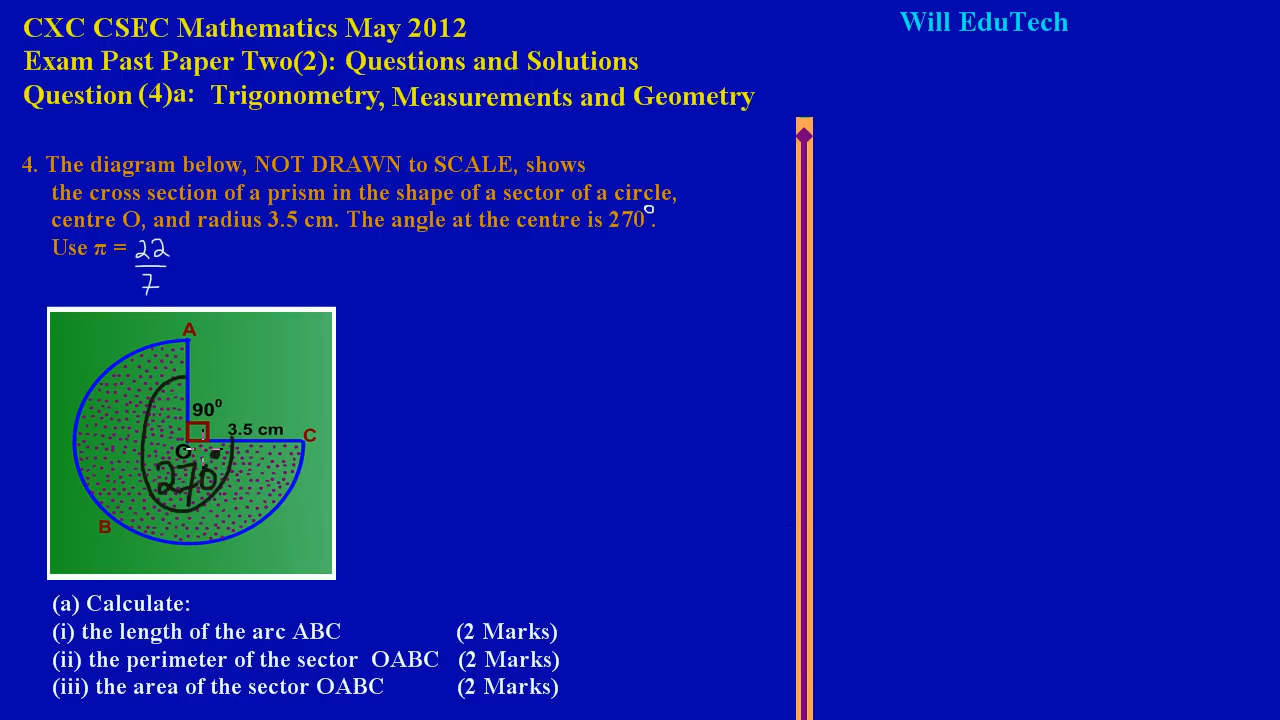 CXC CSEC Mathematics May 2012
Exam Past Paper Two(2): Questions and Solutions
Question (4)a: Trigonometry, Measurements and Geometry
Will EduTech
4. The diagram below, NOT DRAWN to SCALE, shows
the cross section of a prism in the shape of a sector of a circle,
centre O, and radius 3.5 cm. The angle at the centre is 270°.
Use π = 22/7
A
90⁰
3.5 cm
C
O
270°
B
(a) Calculate:
(i) the length of the arc ABC (2 Marks)
(ii) the perimeter of the sector OABC (2 Marks)
(iii) the area of the sector OABC (2 Marks)